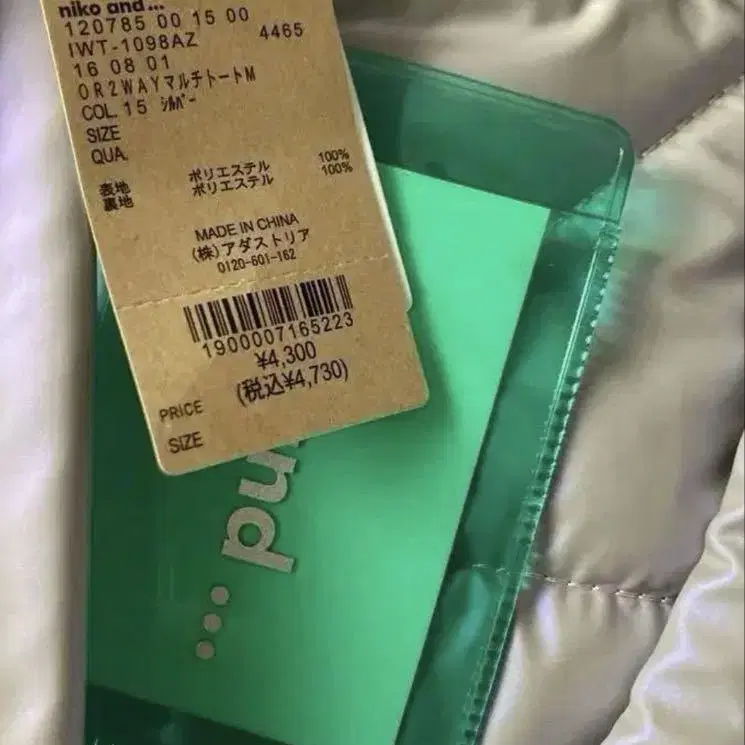 niko and...
120785 00 15 00
IWT-1098AZ 4465
16 08 01
OR2WAYマルチトートM
COL. 15 ｼﾙﾊﾞｰ
SIZE
QUA.
表地 ポリエステル 100%
裏地 ポリエステル 100%
MADE IN CHINA
(株)アダストリア
0120-601-162
1900007165223
¥4,300
(税込¥4,730)
PRICE
SIZE
and
...